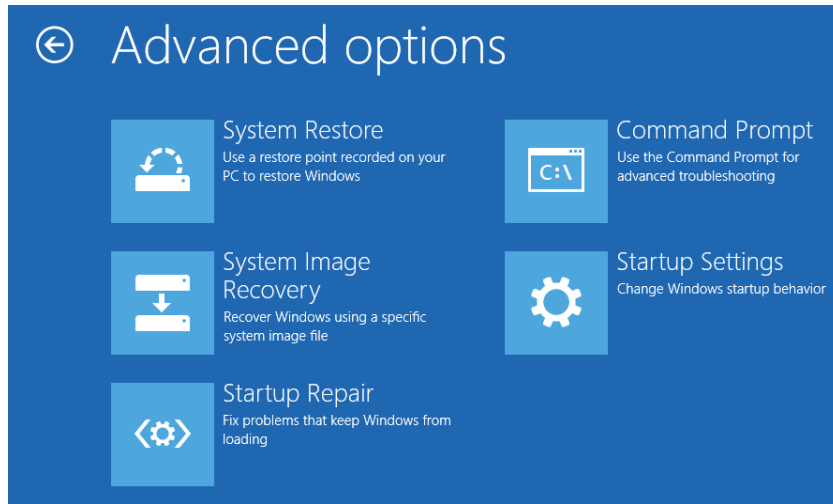 Advanced options
System Restore
Use a restore point recorded on your
PC to restore Windows
System Image
Recovery
Recover Windows using a specific
system image file
Startup Repair
Fix problems that keep Windows from
loading
Command Prompt
Use the Command Prompt for
advanced troubleshooting
C:\
Startup Settings
Change Windows startup behavior